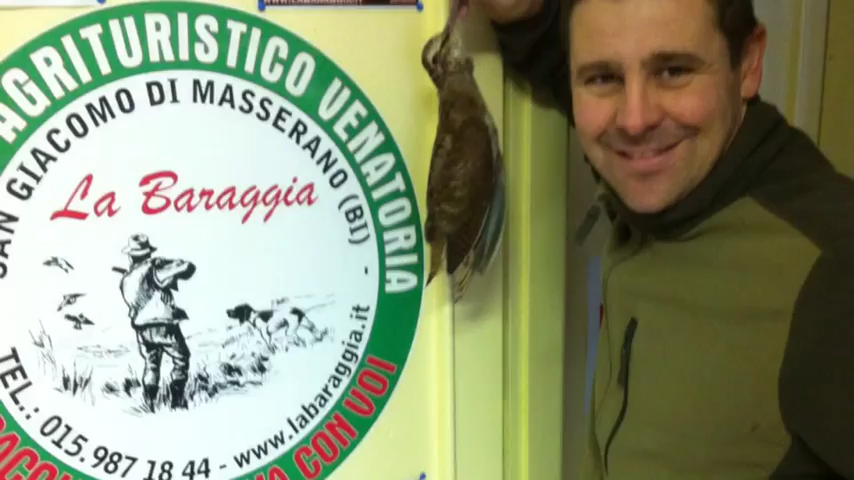 AGRITURISTICO VENATORIA
SAN GIACOMO DI MASSERANO (BI) -
La Baraggia
TEL.: 015.987 18 44 - www.labaraggia.it
CON VOI